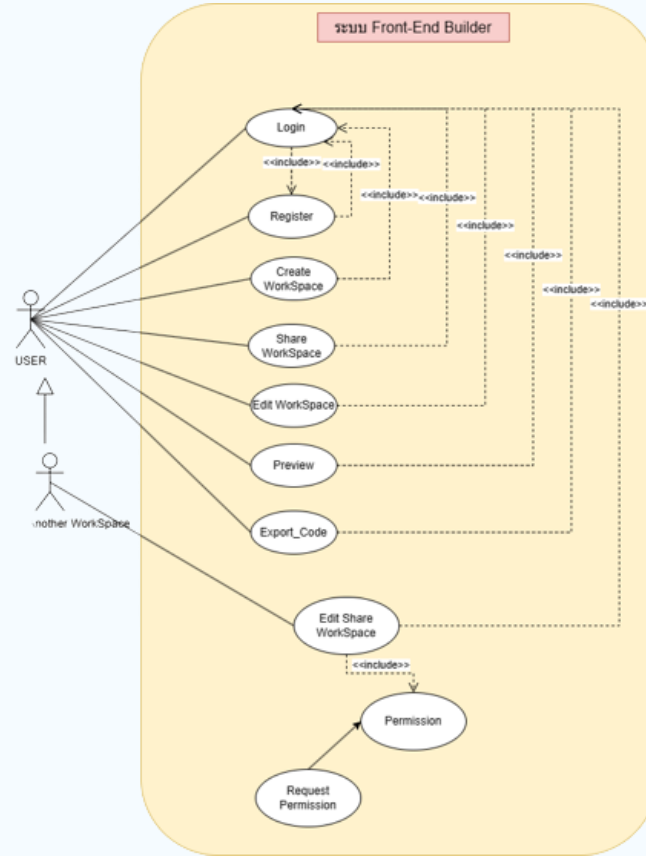 ระบบ Front-End Builder
Login
<<include>>
<<include>>
Register
<<include>>
<<include>>
<<include>>
<<include>>
<<include>>
<<include>>
Create
WorkSpace
Share
WorkSpace
Edit WorkSpace
Preview
Export_Code
USER
nother WorkSpace
Edit Share
WorkSpace
<<include>>
Permission
Request
Permission